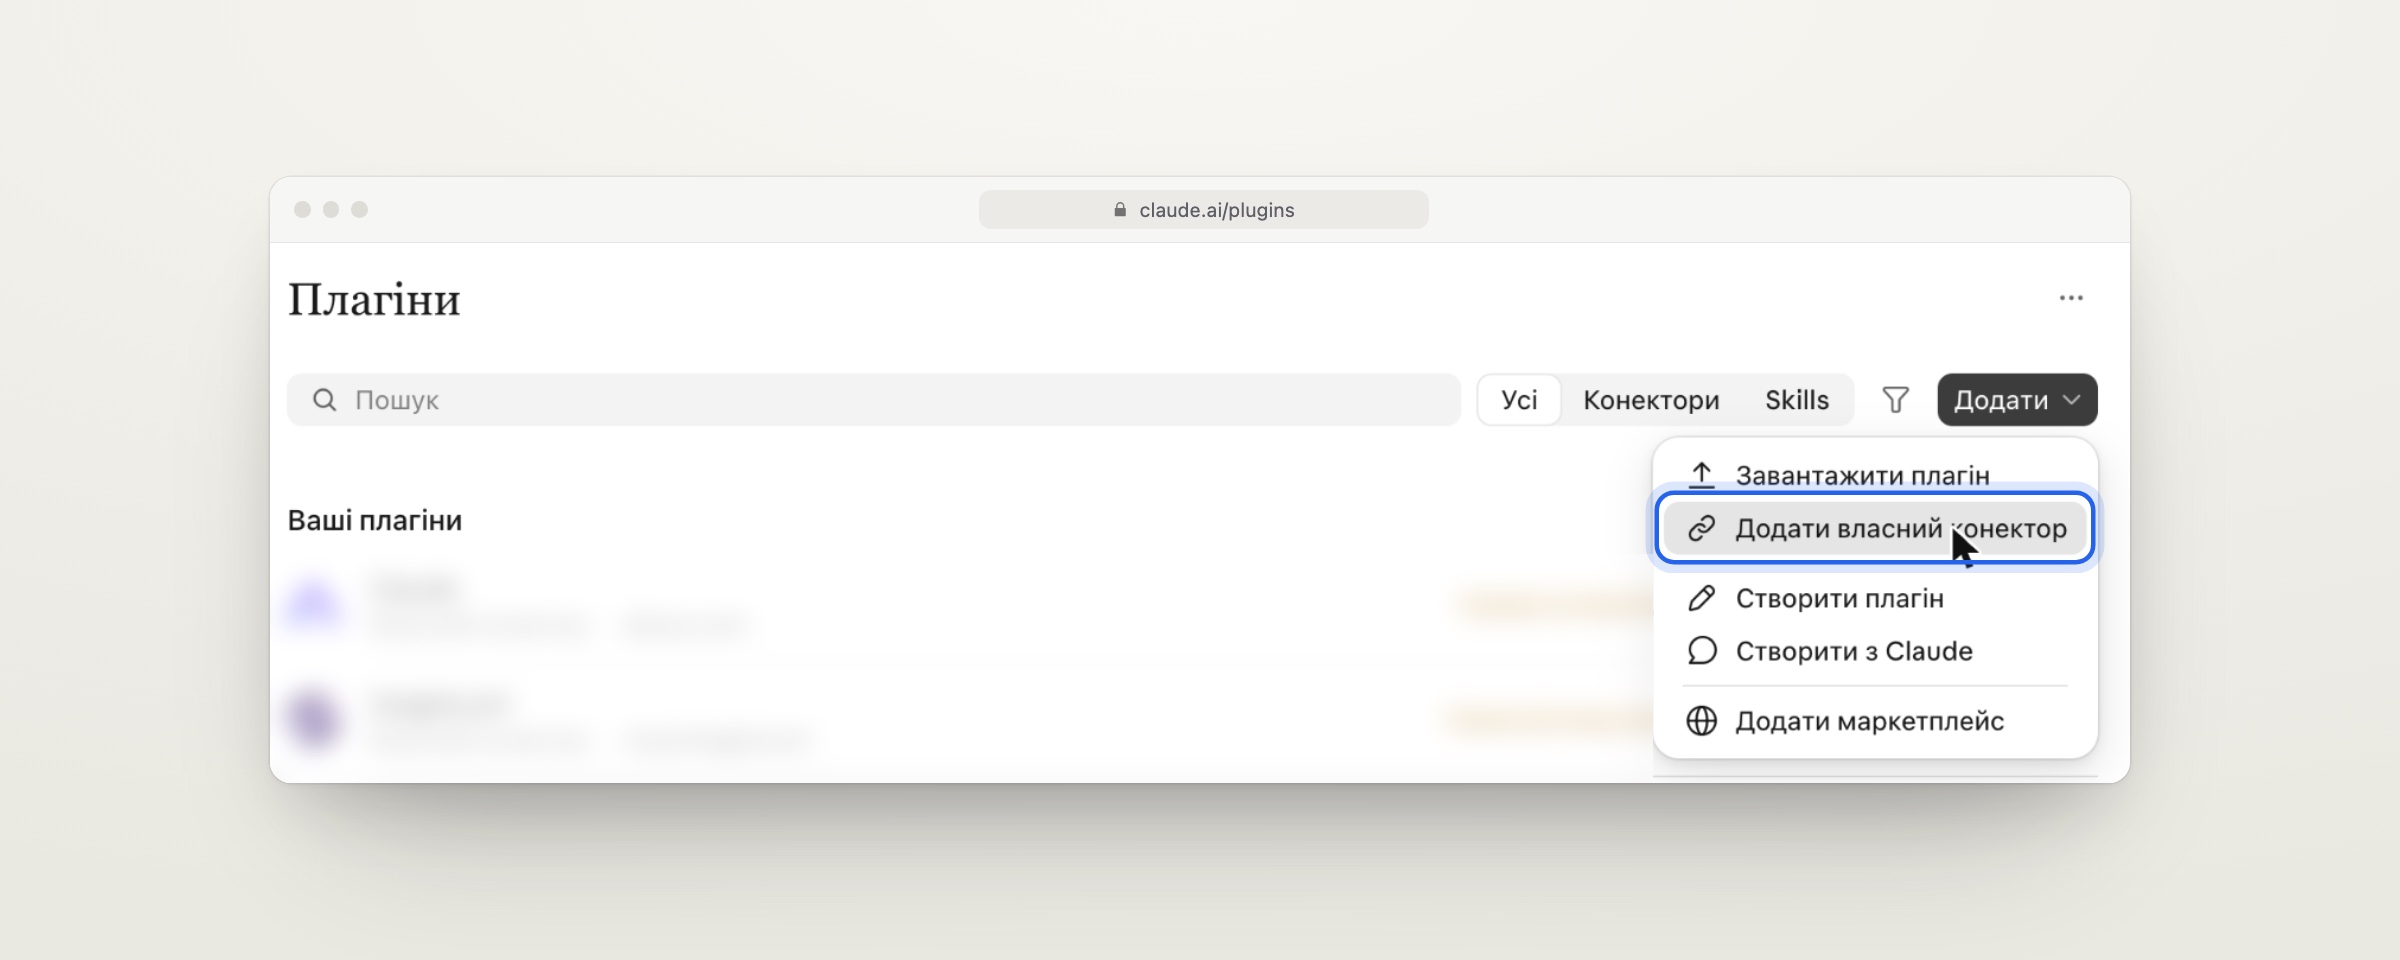 claude.ai/plugins
Плагіни
Пошук
Усі Конектори Skills Додати
Завантажити плагін
Ваші плагіни
Додати власний конектор
Створити плагін
Створити з Claude
Додати маркетплейс